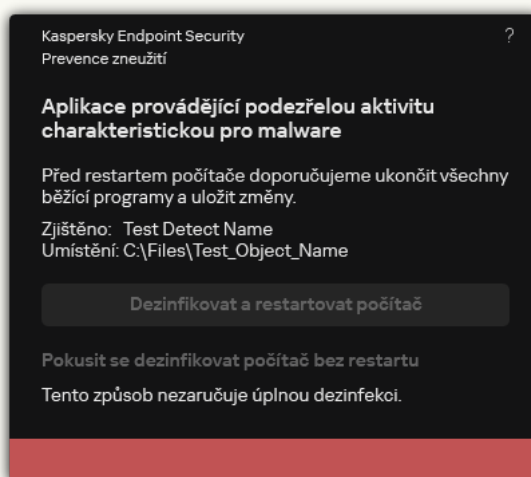 Kaspersky Endpoint Security
?
Prevence zneužití
Aplikace provádějící podezřelou aktivitu
charakteristickou pro malware
Před restartem počítače doporučujeme ukončit všechny
běžící programy a uložit změny.
Zjištěno: Test Detect Name
Umístění: C:\Files\Test_Object_Name
Dezinfikovat a restartovat počítač
Pokusit se dezinfikovat počítač bez restartu
Tento způsob nezaručuje úplnou dezinfekci.